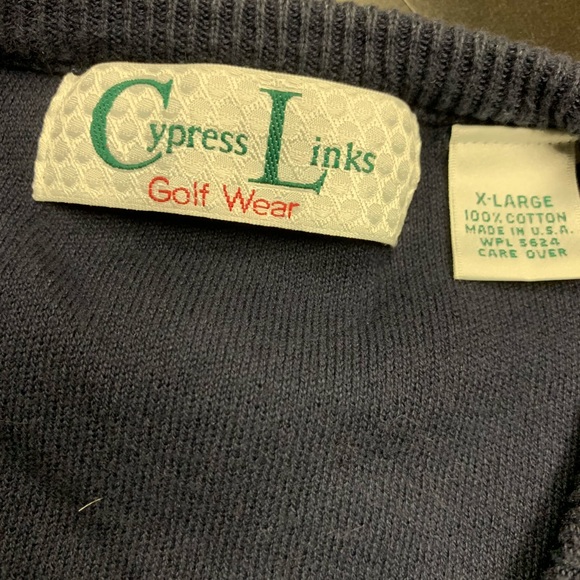 Cypress Links
Golf Wear
X-LARGE
100% COTTON
MADE IN U.S.A.
WPL 5624
CARE OVER